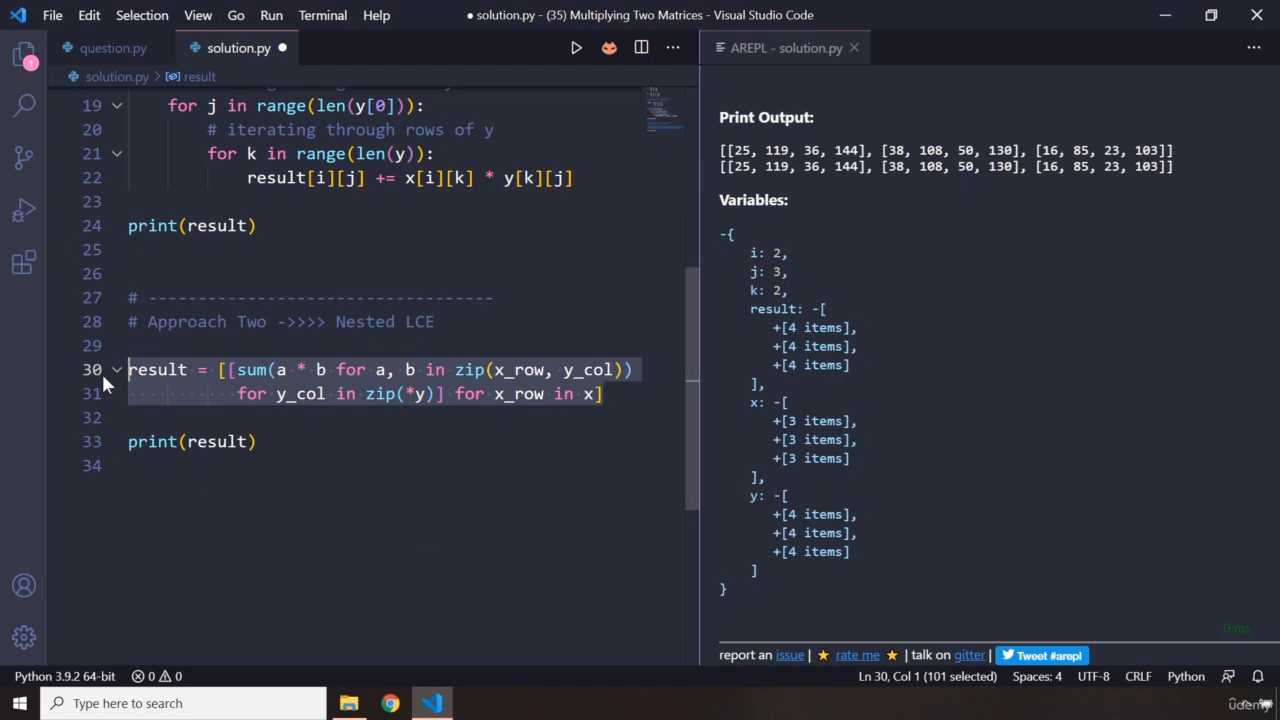 File Edit Selection View Go Run Terminal Help
● solution.py - (35) Multiplying Two Matrices - Visual Studio Code
question.py
solution.py
AREPL - solution.py
solution.py > result
19 for j in range(len(y[0])):
20 # iterating through rows of y
21 for k in range(len(y)):
22 result[i][j] += x[i][k] * y[k][j]
23
24 print(result)
25
26
27 # -----------------------------------
28 # Approach Two ->>>> Nested LCE
29
30 result = [[sum(a * b for a, b in zip(x_row, y_col))
31 for y_col in zip(*y)] for x_row in x]
32
33 print(result)
34
Print Output:
[[25, 119, 36, 144], [38, 108, 50, 130], [16, 85, 23, 103]]
[[25, 119, 36, 144], [38, 108, 50, 130], [16, 85, 23, 103]]
Variables:
-{
i: 2,
j: 3,
k: 2,
result: -[
+[4 items],
+[4 items],
+[4 items]
],
x: -[
+[3 items],
+[3 items],
+[3 items]
],
y: -[
+[4 items],
+[4 items],
+[4 items]
]
}
0 ms
report an issue | ⭐ rate me ⭐ | talk on gitter | Tweet #arepl
1
Python 3.9.2 64-bit 0 0 Ln 30, Col 1 (101 selected) Spaces: 4 UTF-8 CRLF Python
Type here to search
udemy